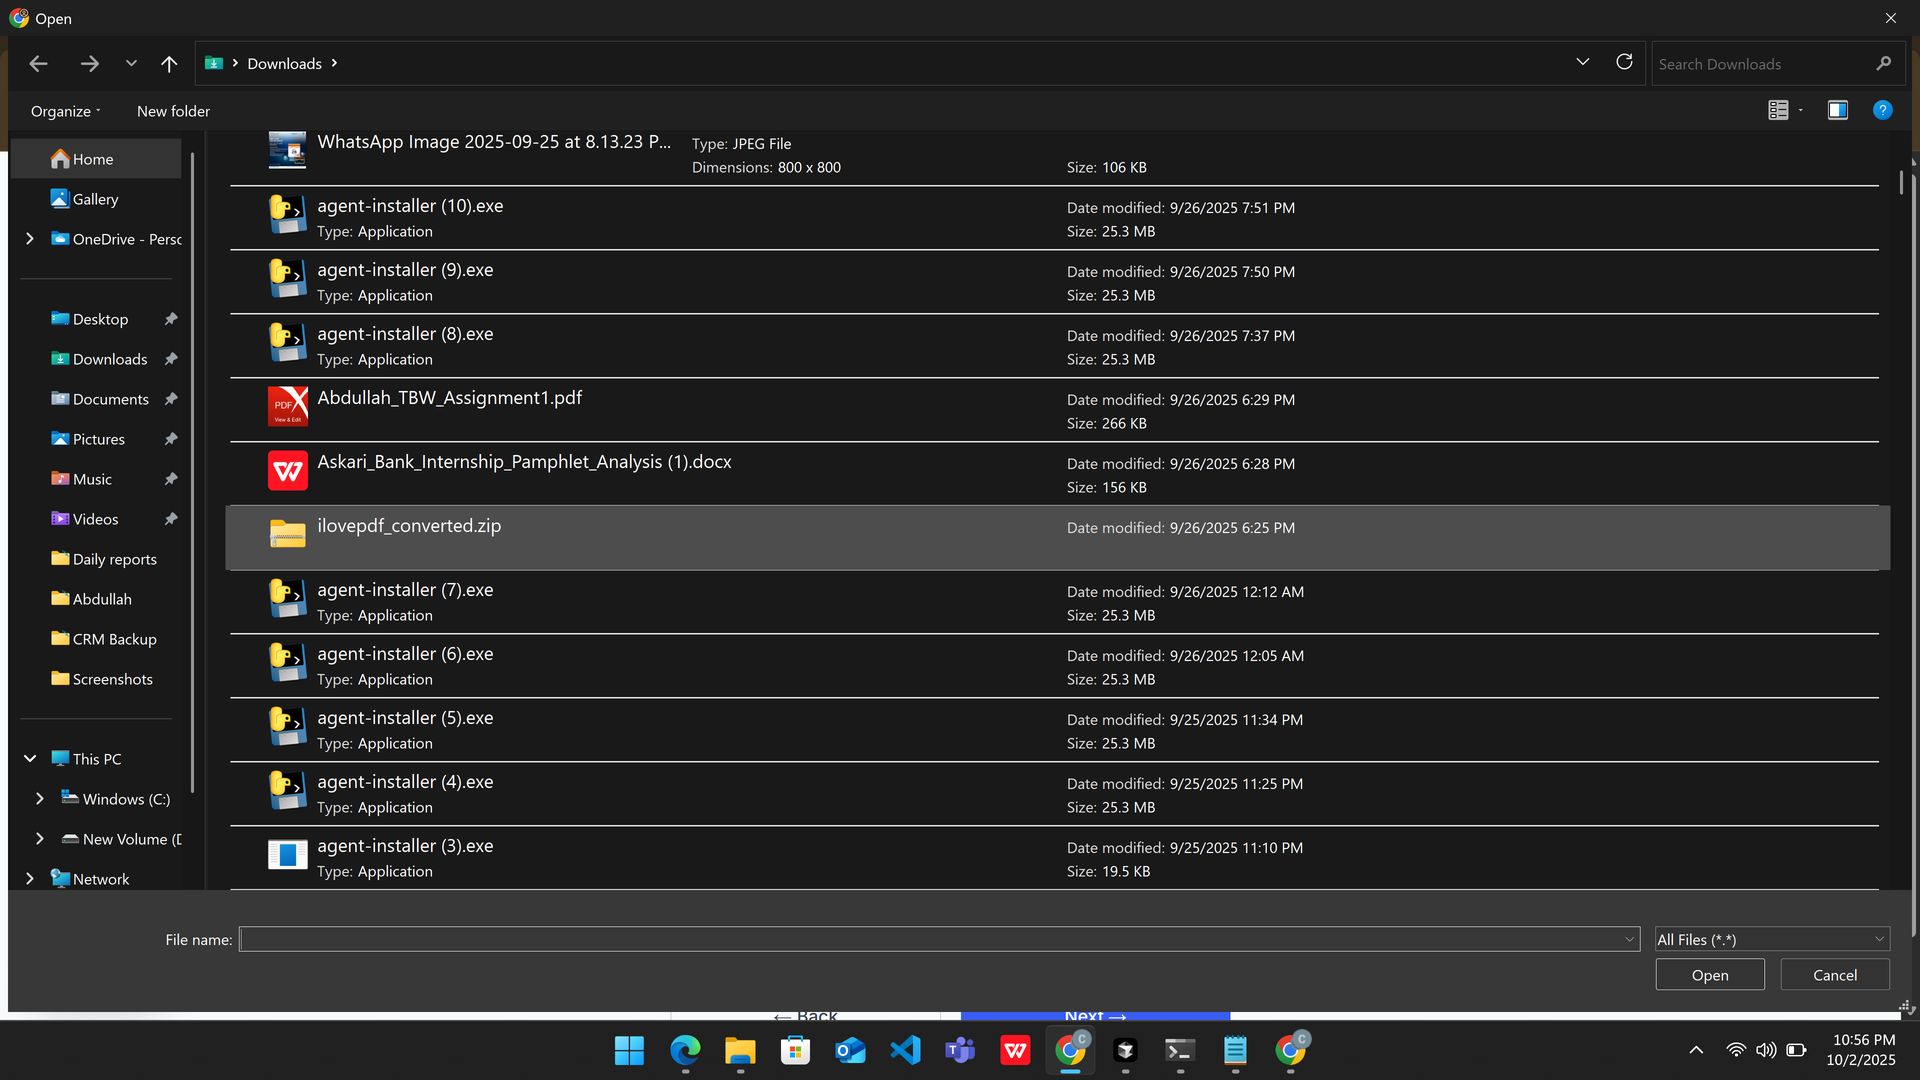 Open
Downloads
Search Downloads
Organize
New folder
Home
Gallery
OneDrive - Persc
Desktop
Downloads
Documents
Pictures
Music
Videos
Daily reports
Abdullah
CRM Backup
Screenshots
This PC
Windows (C:)
New Volume (D
Network
WhatsApp Image 2025-09-25 at 8.13.23 P...
Type: JPEG File
Dimensions: 800 x 800
Size: 106 KB
agent-installer (10).exe
Type: Application
Date modified: 9/26/2025 7:51 PM
Size: 25.3 MB
agent-installer (9).exe
Type: Application
Date modified: 9/26/2025 7:50 PM
Size: 25.3 MB
agent-installer (8).exe
Type: Application
Date modified: 9/26/2025 7:37 PM
Size: 25.3 MB
PDF
View & Edit
Abdullah_TBW_Assignment1.pdf
Date modified: 9/26/2025 6:29 PM
Size: 266 KB
Askari_Bank_Internship_Pamphlet_Analysis (1).docx
Date modified: 9/26/2025 6:28 PM
Size: 156 KB
ilovepdf_converted.zip
Date modified: 9/26/2025 6:25 PM
agent-installer (7).exe
Type: Application
Date modified: 9/26/2025 12:12 AM
Size: 25.3 MB
agent-installer (6).exe
Type: Application
Date modified: 9/26/2025 12:05 AM
Size: 25.3 MB
agent-installer (5).exe
Type: Application
Date modified: 9/25/2025 11:34 PM
Size: 25.3 MB
agent-installer (4).exe
Type: Application
Date modified: 9/25/2025 11:25 PM
Size: 25.3 MB
agent-installer (3).exe
Type: Application
Date modified: 9/25/2025 11:10 PM
Size: 19.5 KB
File name:
All Files (*.*)
Open
Cancel
← Back
Next →
10:56 PM
10/2/2025